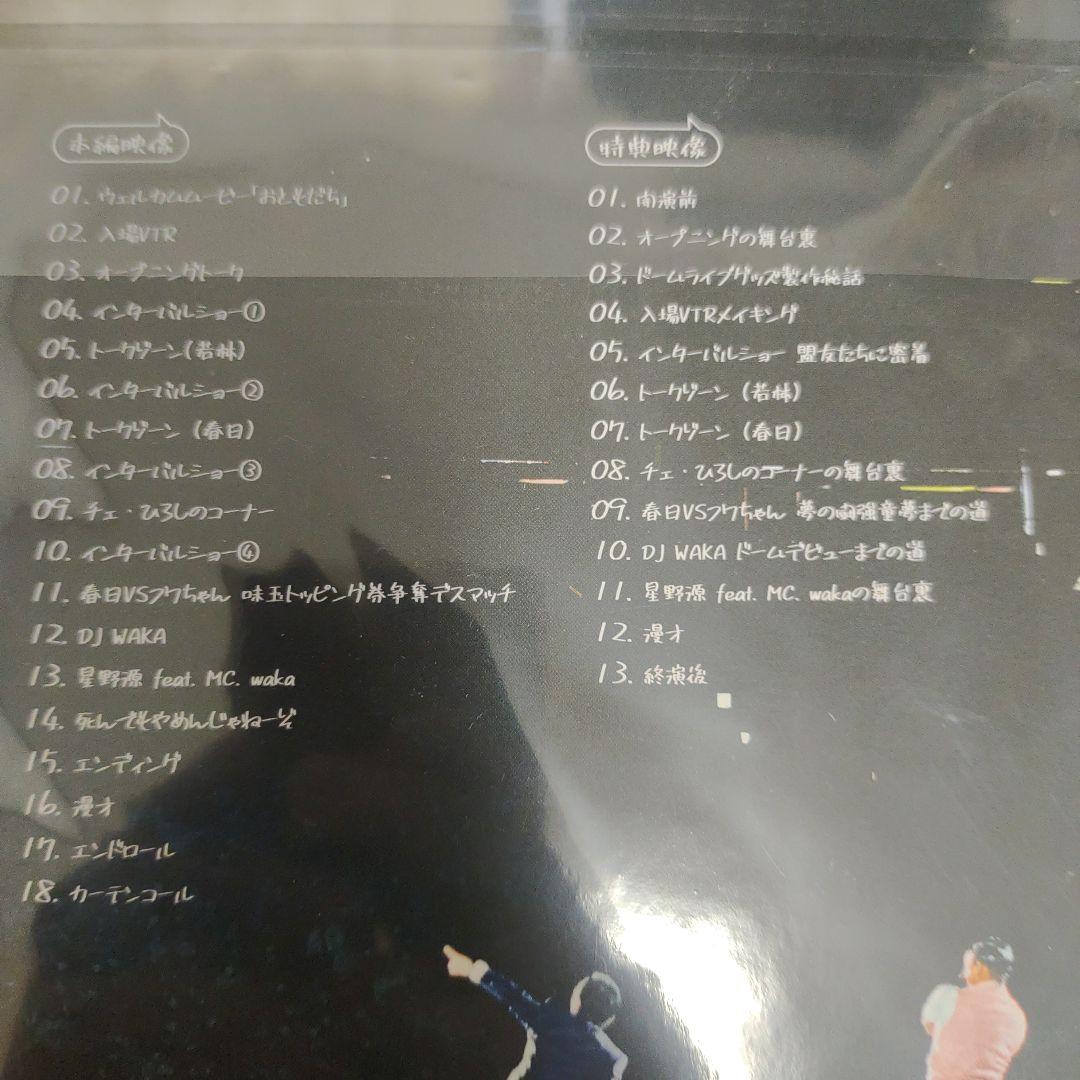 本編映像
01. ウェルカムムービー「おともだち」
02. 入場VTR
03. オープニングトーク
04. インターバルショー①
05. トークゾーン(若林)
06. インターバルショー②
07. トークゾーン (春日)
08. インターバルショー③
09. チェ・ひろしのコーナー
10. インターバルショー④
11. 春日VSフワちゃん 味玉トッピング券争奪デスマッチ
12. DJ WAKA
13. 星野源 feat. MC. waka
14. 死んでもやめんじゃねーぞ
15. エンディング
16. 漫才
17. エンドロール
18. カーテンコール
特典映像
01. 開演前
02. オープニングの舞台裏
03. ドームライブグッズ製作秘話
04. 入場VTRメイキング
05. インターバルショー 盟友たちに密着
06. トークゾーン (若林)
07. トークゾーン (春日)
08. チェ・ひろしのコーナーの舞台裏
09. 春日VSフワちゃん 夢の内強童夢までの道
10. DJ WAKA ドームデビューまでの道
11. 星野源 feat. MC. wakaの舞台裏
12. 漫才
13. 終演後